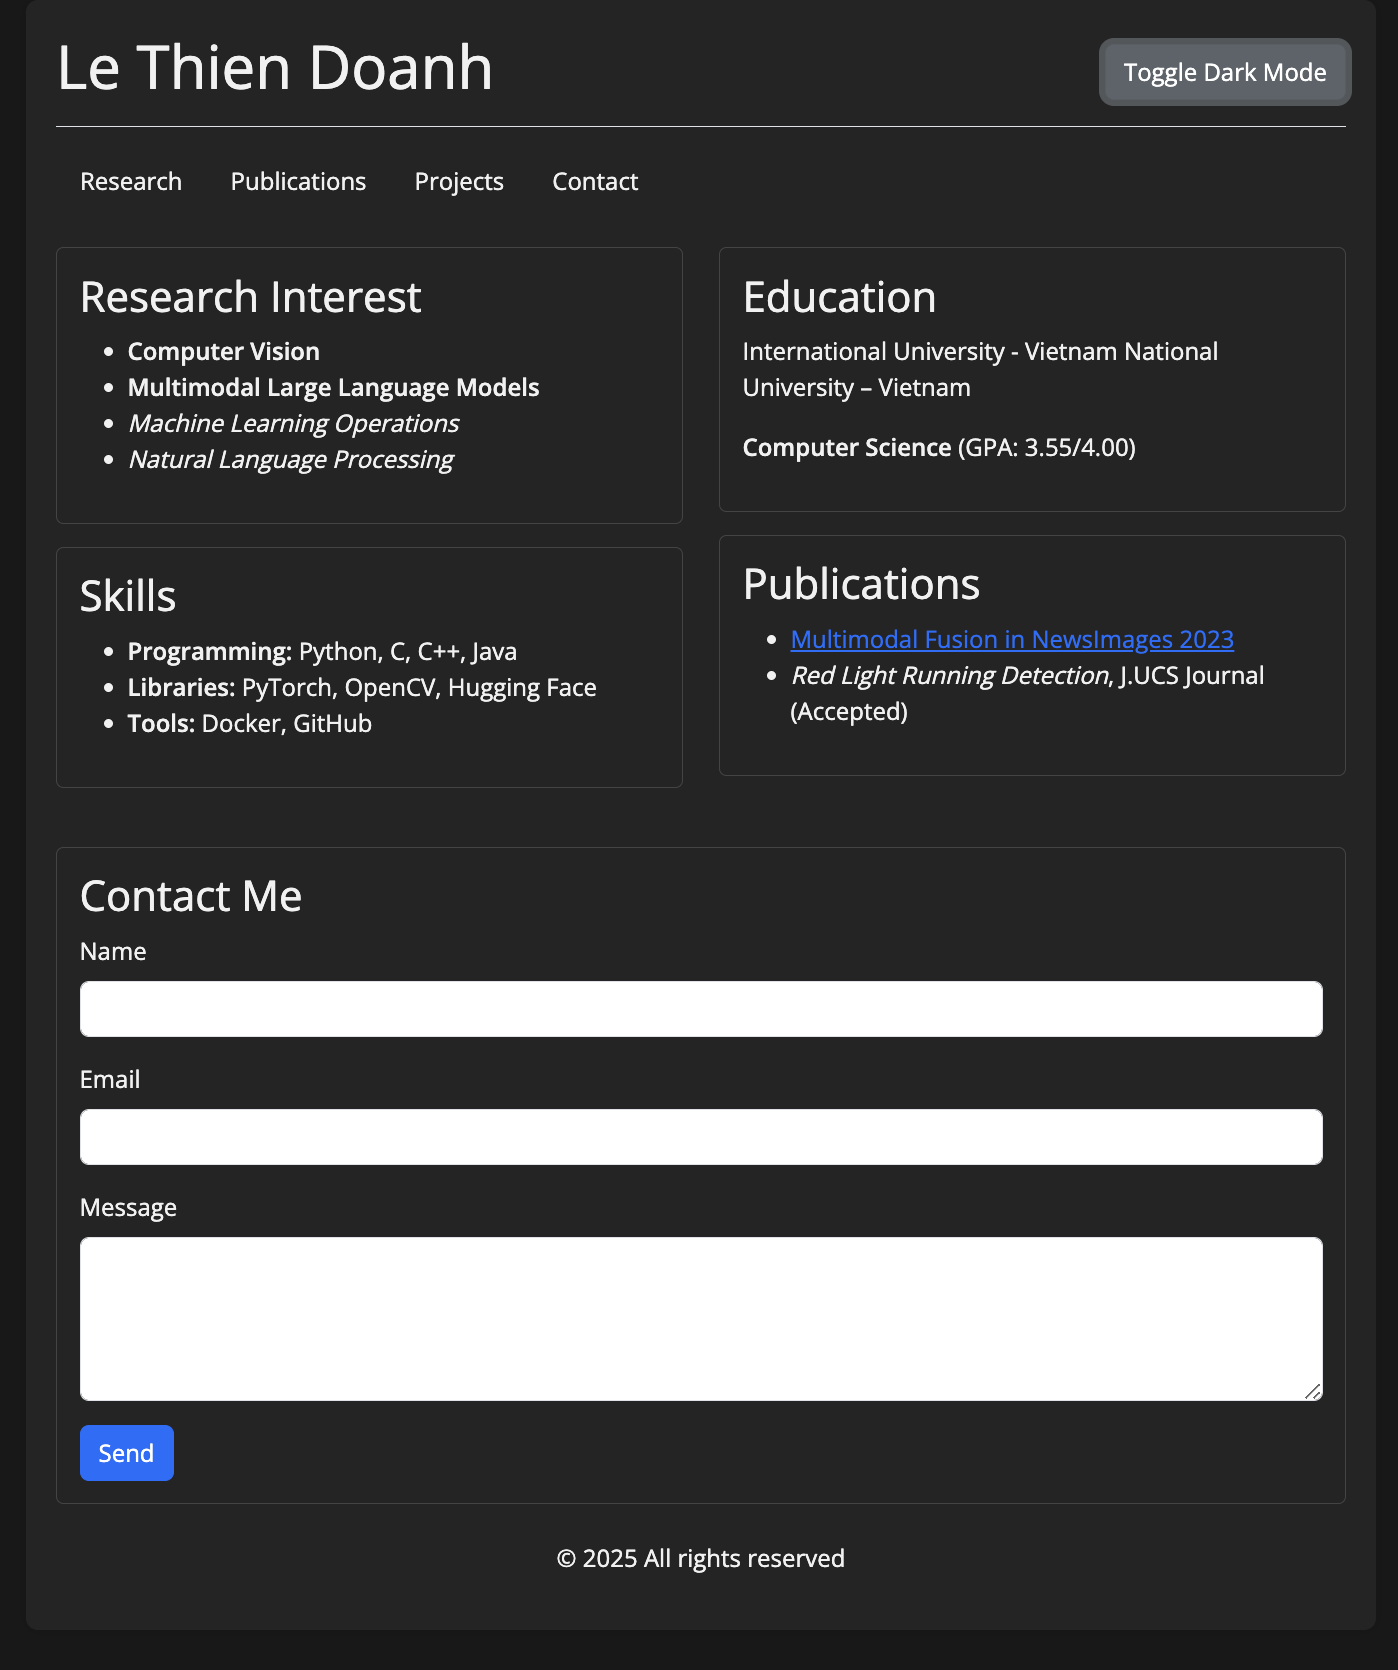 Le Thien Doanh
Toggle Dark Mode
Research
Publications
Projects
Contact
Research Interest
Computer Vision
Multimodal Large Language Models
Machine Learning Operations
Natural Language Processing
Education
International University - Vietnam National
University – Vietnam
Computer Science (GPA: 3.55/4.00)
Skills
Programming: Python, C, C++, Java
Libraries: PyTorch, OpenCV, Hugging Face
Tools: Docker, GitHub
Publications
Multimodal Fusion in NewsImages 2023
Red Light Running Detection, J.UCS Journal
(Accepted)
Contact Me
Name
Email
Message
Send
© 2025 All rights reserved